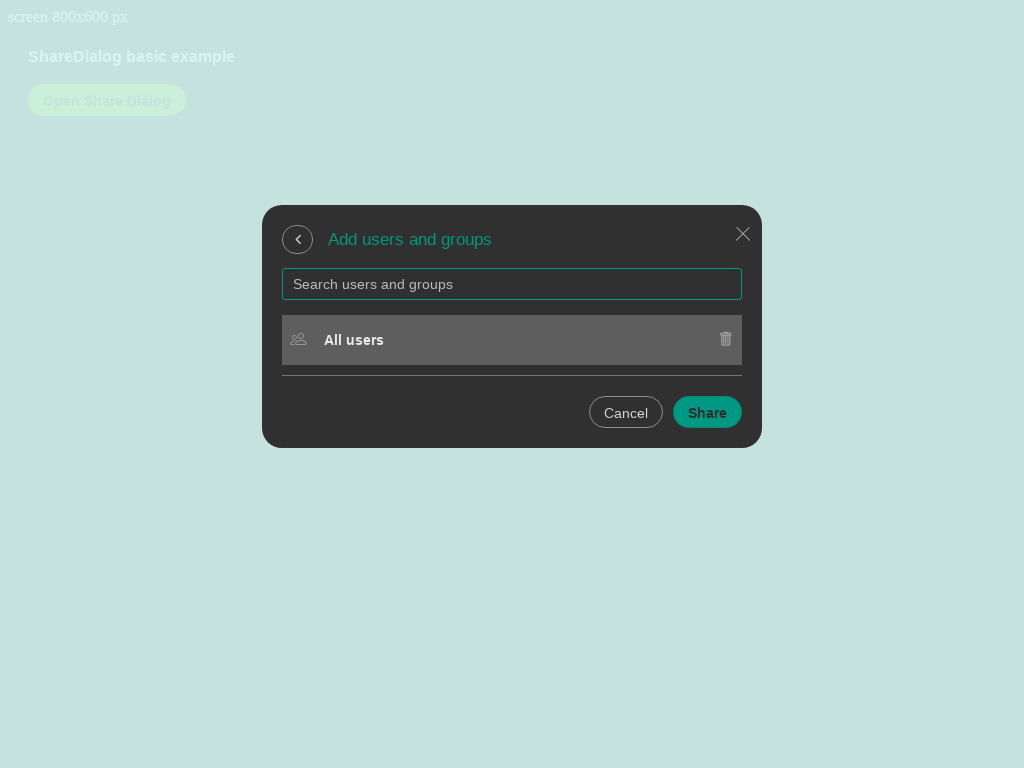 screen 800x600 px
ShareDialog basic example
Open Share Dialog
Add users and groups
Search users and groups
All users
Cancel
Share